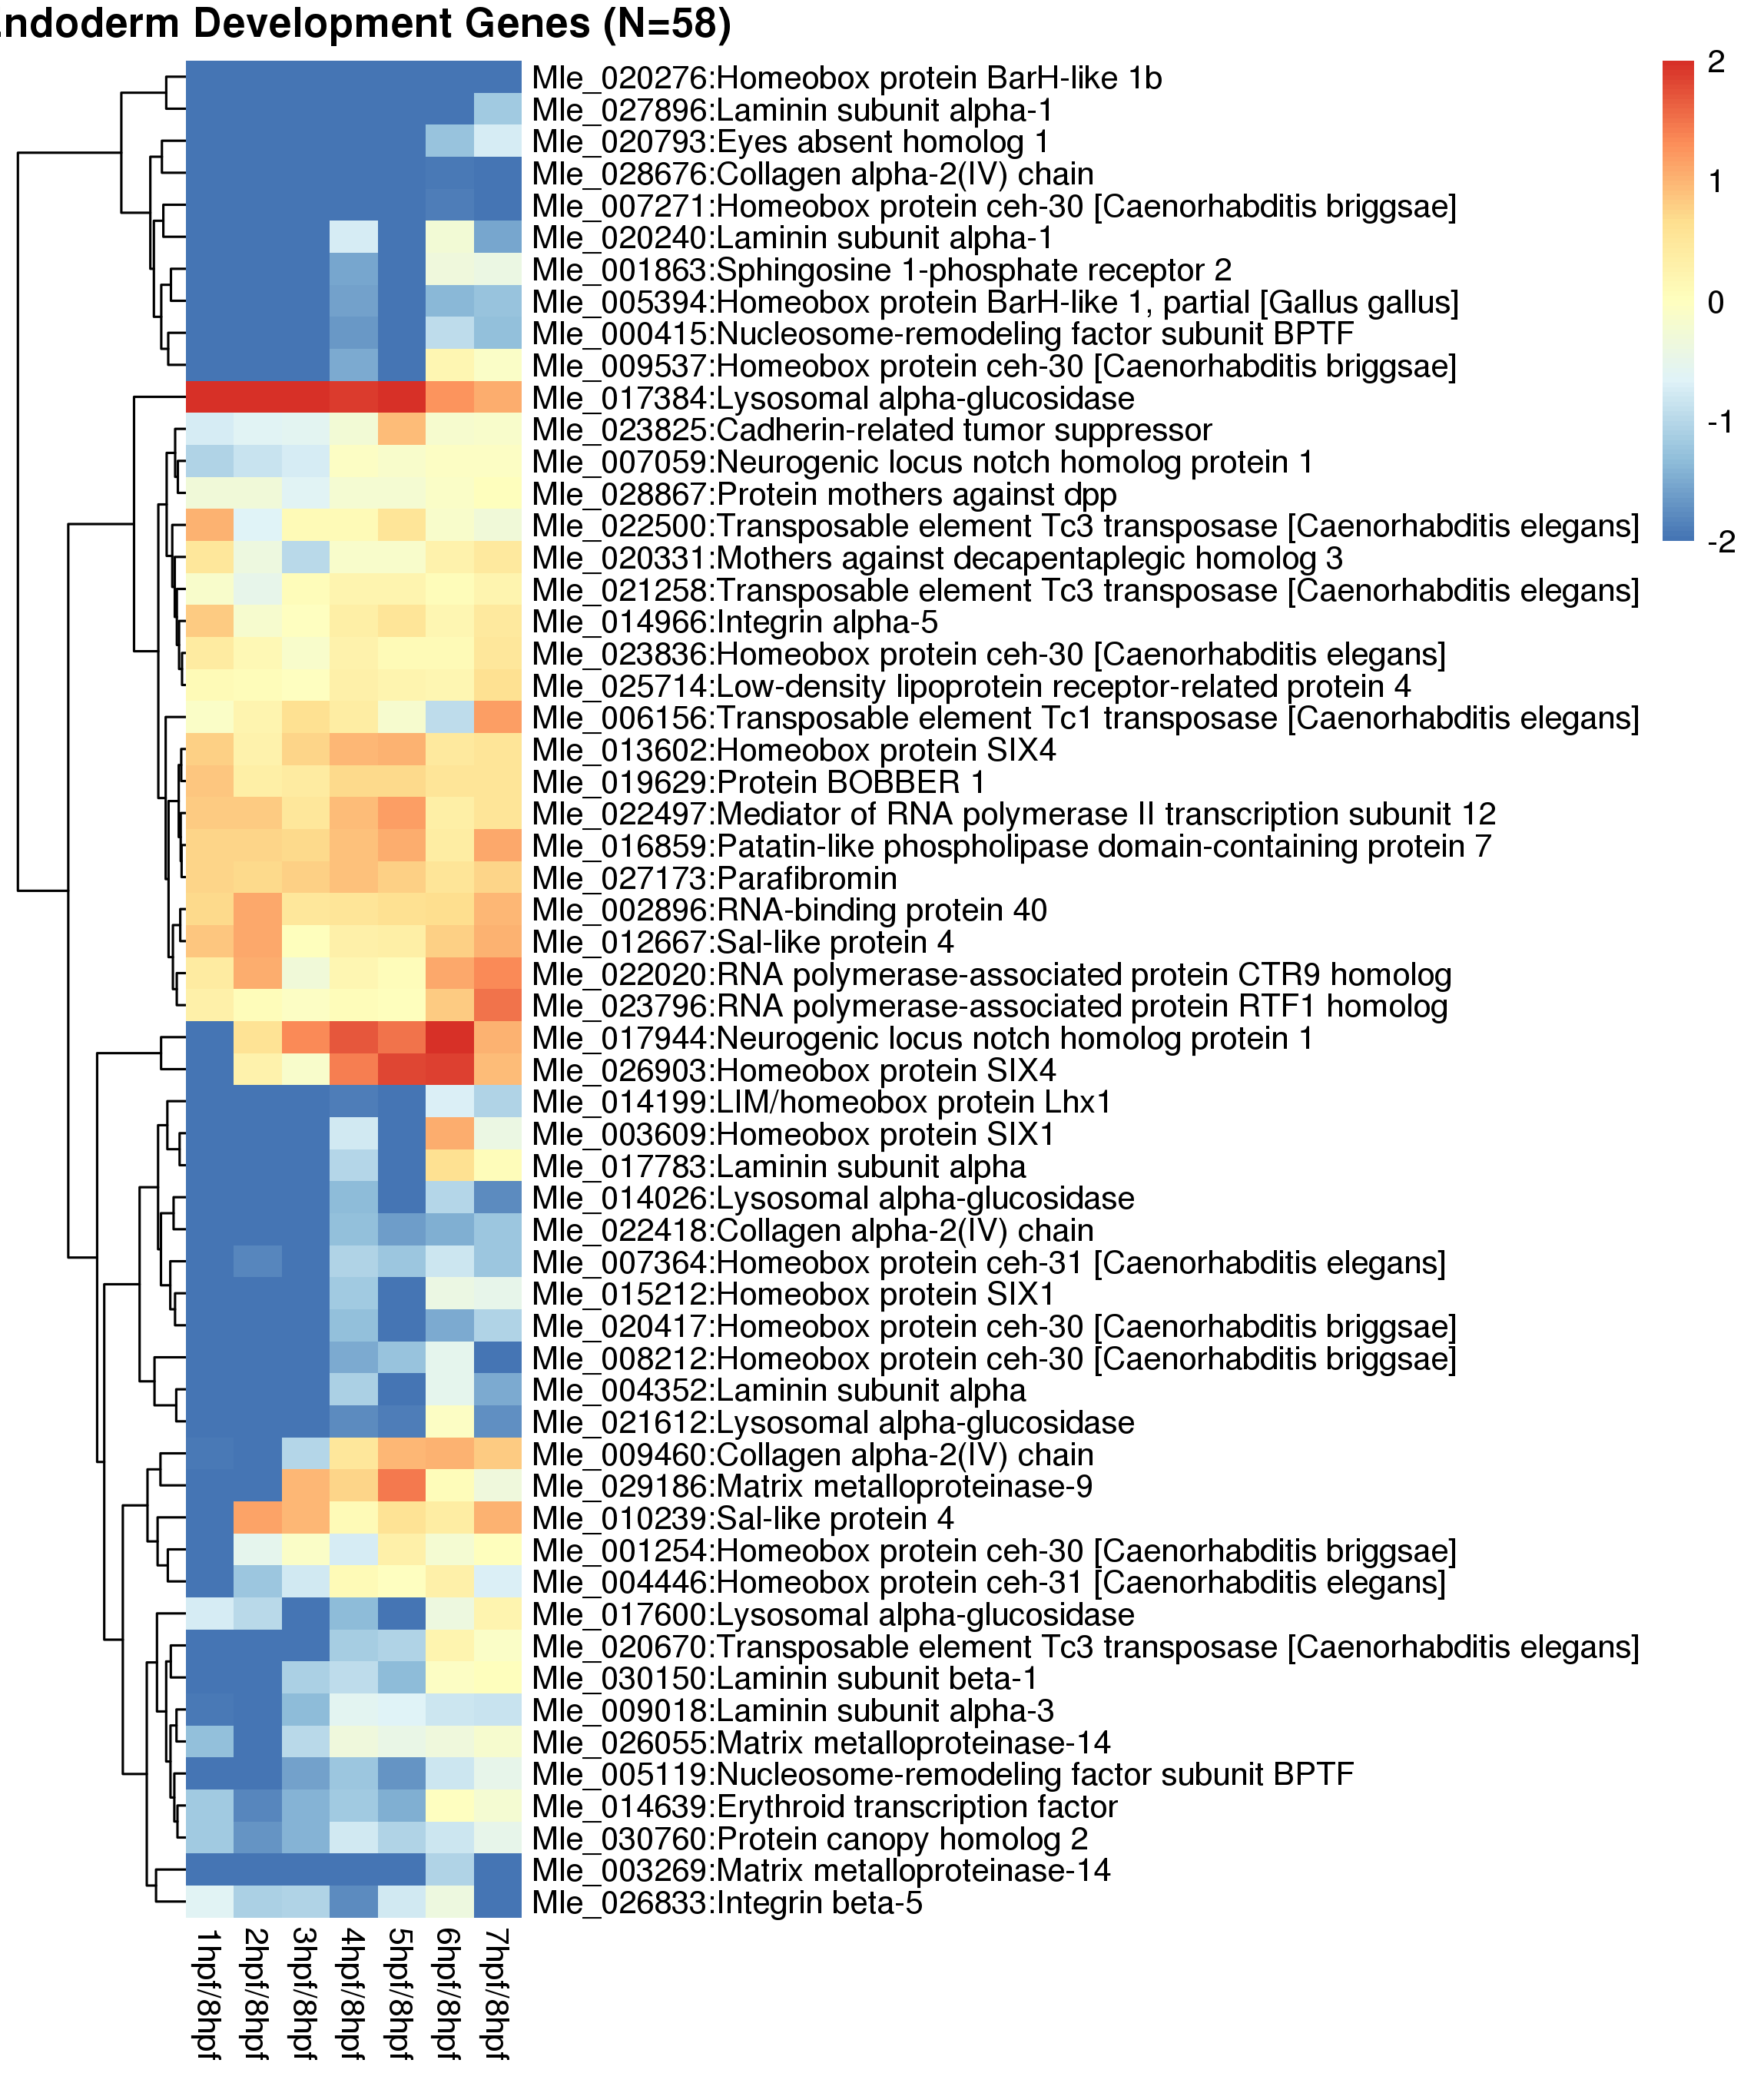 ndoderm Development Genes (N=58)
Mle_020276:Homeobox protein BarH-like 1b
Mle_027896:Laminin subunit alpha-1
Mle_020793:Eyes absent homolog 1
Mle_028676:Collagen alpha-2(IV) chain
Mle_007271:Homeobox protein ceh-30 [Caenorhabditis briggsae]
Mle_020240:Laminin subunit alpha-1
Mle_001863:Sphingosine 1-phosphate receptor 2
Mle_005394:Homeobox protein BarH-like 1, partial [Gallus gallus]
Mle_000415:Nucleosome-remodeling factor subunit BPTF
Mle_009537:Homeobox protein ceh-30 [Caenorhabditis briggsae]
Mle_017384:Lysosomal alpha-glucosidase
Mle_023825:Cadherin-related tumor suppressor
Mle_007059:Neurogenic locus notch homolog protein 1
Mle_028867:Protein mothers against dpp
Mle_022500:Transposable element Tc3 transposase [Caenorhabditis elegans]
Mle_020331:Mothers against decapentaplegic homolog 3
Mle_021258:Transposable element Tc3 transposase [Caenorhabditis elegans]
Mle_014966:Integrin alpha-5
Mle_023836:Homeobox protein ceh-30 [Caenorhabditis elegans]
Mle_025714:Low-density lipoprotein receptor-related protein 4
Mle_006156:Transposable element Tc1 transposase [Caenorhabditis elegans]
Mle_013602:Homeobox protein SIX4
Mle_019629:Protein BOBBER 1
Mle_022497:Mediator of RNA polymerase II transcription subunit 12
Mle_016859:Patatin-like phospholipase domain-containing protein 7
Mle_027173:Parafibromin
Mle_002896:RNA-binding protein 40
Mle_012667:Sal-like protein 4
Mle_022020:RNA polymerase-associated protein CTR9 homolog
Mle_023796:RNA polymerase-associated protein RTF1 homolog
Mle_017944:Neurogenic locus notch homolog protein 1
Mle_026903:Homeobox protein SIX4
Mle_014199:LIM/homeobox protein Lhx1
Mle_003609:Homeobox protein SIX1
Mle_017783:Laminin subunit alpha
Mle_014026:Lysosomal alpha-glucosidase
Mle_022418:Collagen alpha-2(IV) chain
Mle_007364:Homeobox protein ceh-31 [Caenorhabditis elegans]
Mle_015212:Homeobox protein SIX1
Mle_020417:Homeobox protein ceh-30 [Caenorhabditis briggsae]
Mle_008212:Homeobox protein ceh-30 [Caenorhabditis briggsae]
Mle_004352:Laminin subunit alpha
Mle_021612:Lysosomal alpha-glucosidase
Mle_009460:Collagen alpha-2(IV) chain
Mle_029186:Matrix metalloproteinase-9
Mle_010239:Sal-like protein 4
Mle_001254:Homeobox protein ceh-30 [Caenorhabditis briggsae]
Mle_004446:Homeobox protein ceh-31 [Caenorhabditis elegans]
Mle_017600:Lysosomal alpha-glucosidase
Mle_020670:Transposable element Tc3 transposase [Caenorhabditis elegans]
Mle_030150:Laminin subunit beta-1
Mle_009018:Laminin subunit alpha-3
Mle_026055:Matrix metalloproteinase-14
Mle_005119:Nucleosome-remodeling factor subunit BPTF
Mle_014639:Erythroid transcription factor
Mle_030760:Protein canopy homolog 2
Mle_003269:Matrix metalloproteinase-14
Mle_026833:Integrin beta-5
1hpf/8hpf
2hpf/8hpf
3hpf/8hpf
4hpf/8hpf
5hpf/8hpf
6hpf/8hpf
7hpf/8hpf
2
1
0
-1
-2